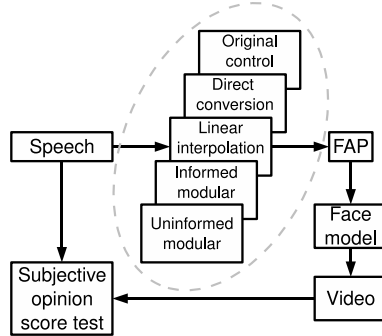 Original
control
Direct
conversion
Speech
Linear
interpolation
FAP
Informed
modular
Uninformed
modular
Face
model
Subjective
opinion
score test
Video